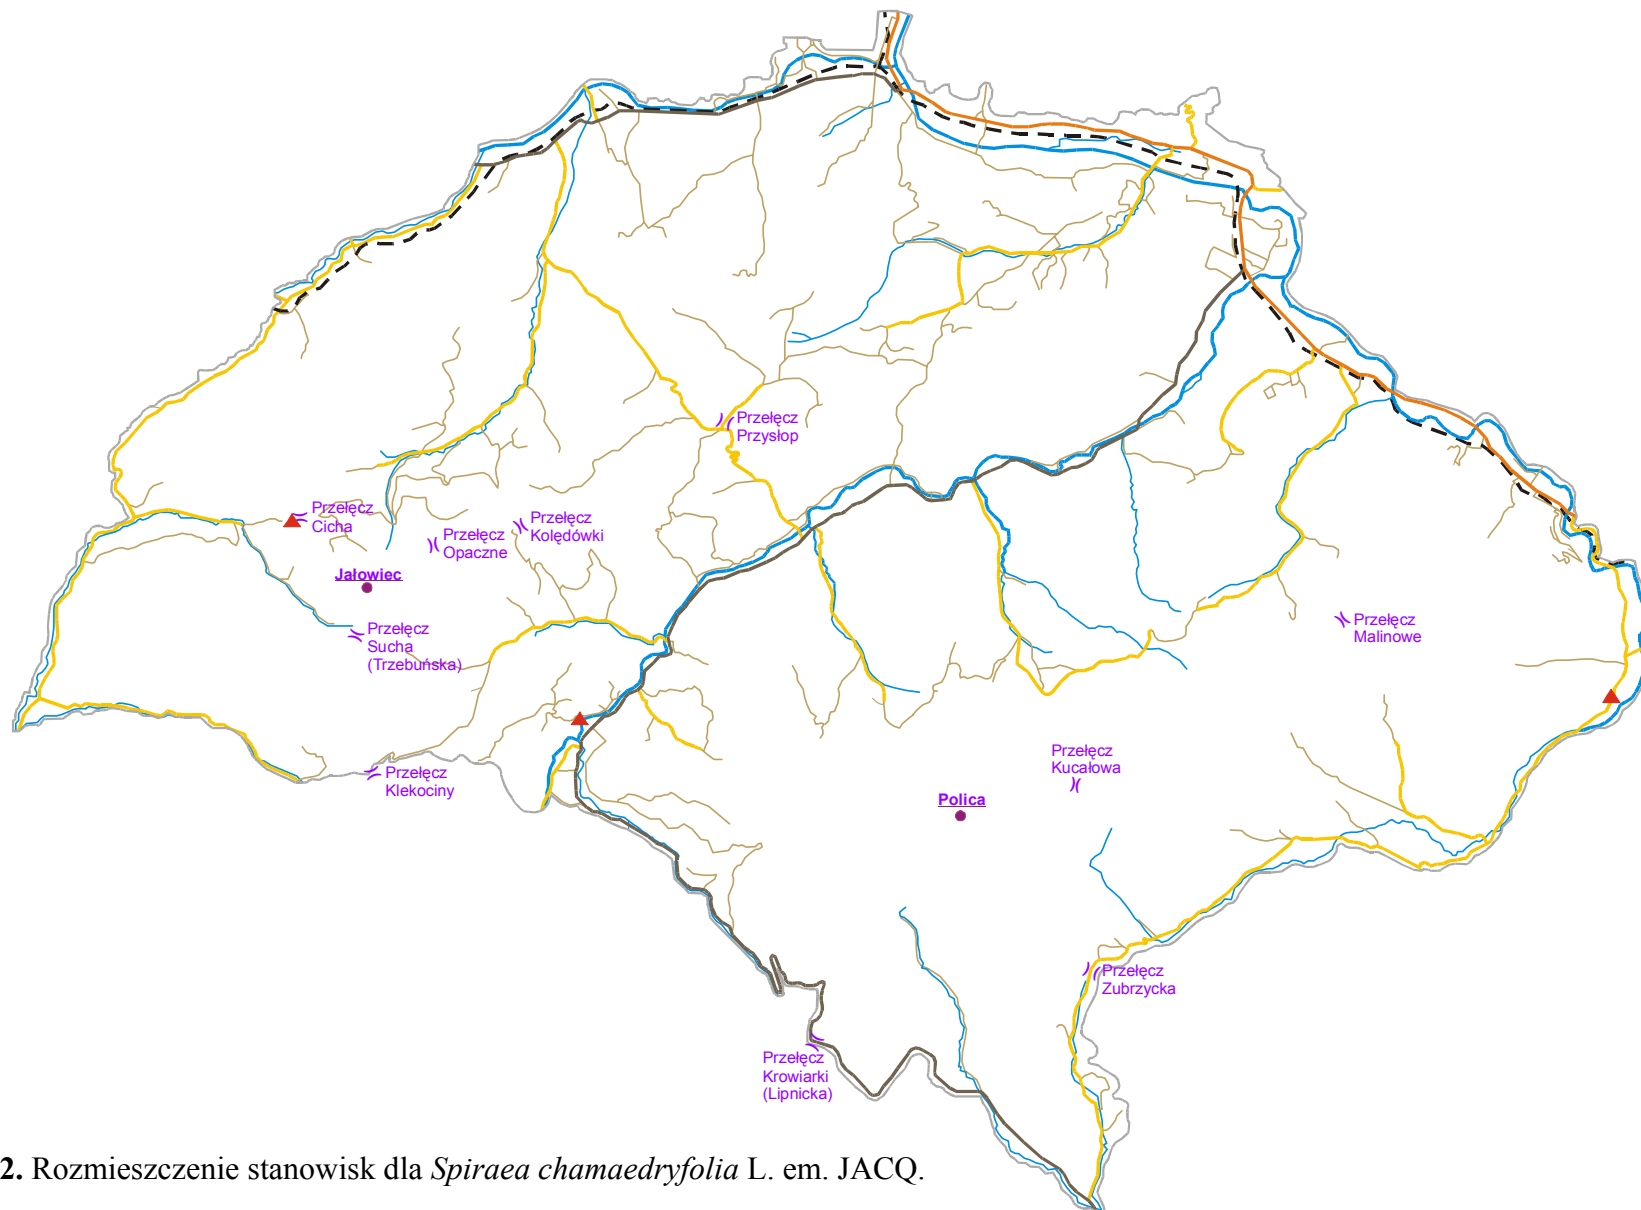 Przełęcz
Przysłop
Przełęcz
Cicha
Przełęcz
Kolędówki
Przełęcz
Opaczne
Jałowiec
Przełęcz
Sucha
(Trzebuńska)
Przełęcz
Malinowe
Przełęcz
Klekociny
Przełęcz
Kucałowa
Polica
Przełęcz
Zubrzycka
Przełęcz
Krowiarki
(Lipnicka)
2. Rozmieszczenie stanowisk dla Spiraea chamaedryfolia L. em. JACQ.